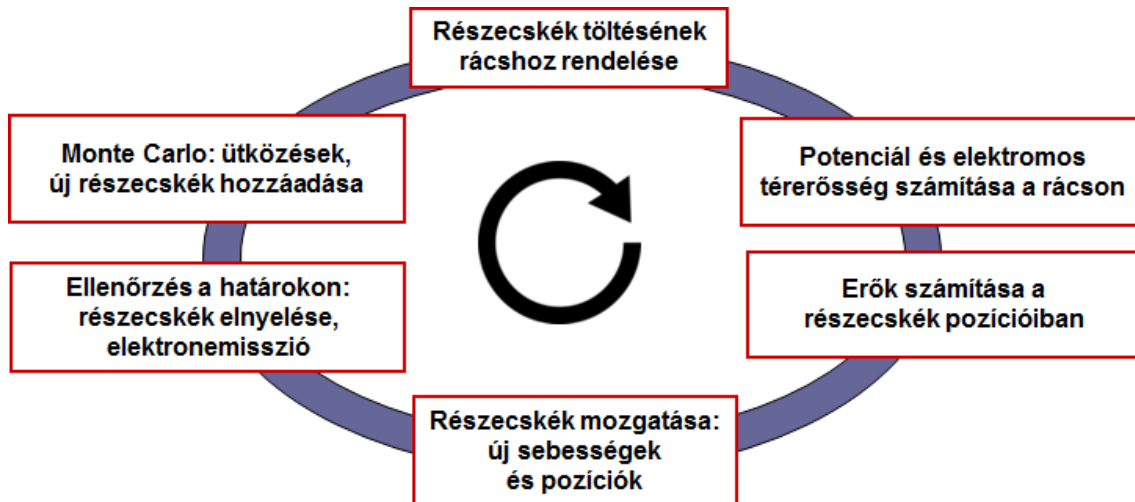 Részecskék töltésének
rácshoz rendelése
Monte Carlo: ütközések,
új részecskék hozzáadása
Potenciál és elektromos
térerősség számítása a rácson
Ellenőrzés a határokon:
részecskék elnyelése,
elektronemisszió
Erők számítása a
részecskék pozícióiban
Részecskék mozgatása:
új sebességek
és pozíciók